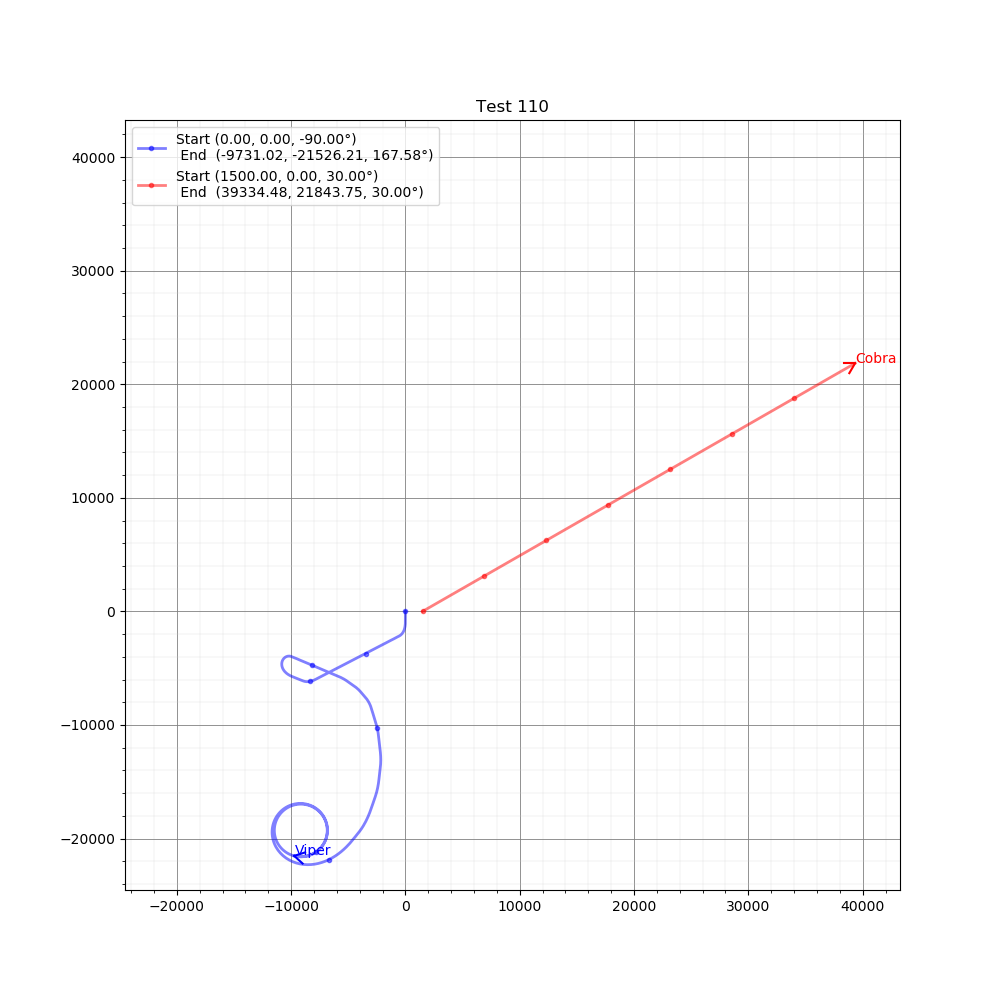 Test 110
Start (0.00, 0.00, -90.00°)
End  (-9731.02, -21526.21, 167.58°)
Start (1500.00, 0.00, 30.00°)
End  (39334.48, 21843.75, 30.00°)
40000
30000
20000
10000
0
−10000
−20000
Cobra
Viper
−20000
−10000
0
10000
20000
30000
40000